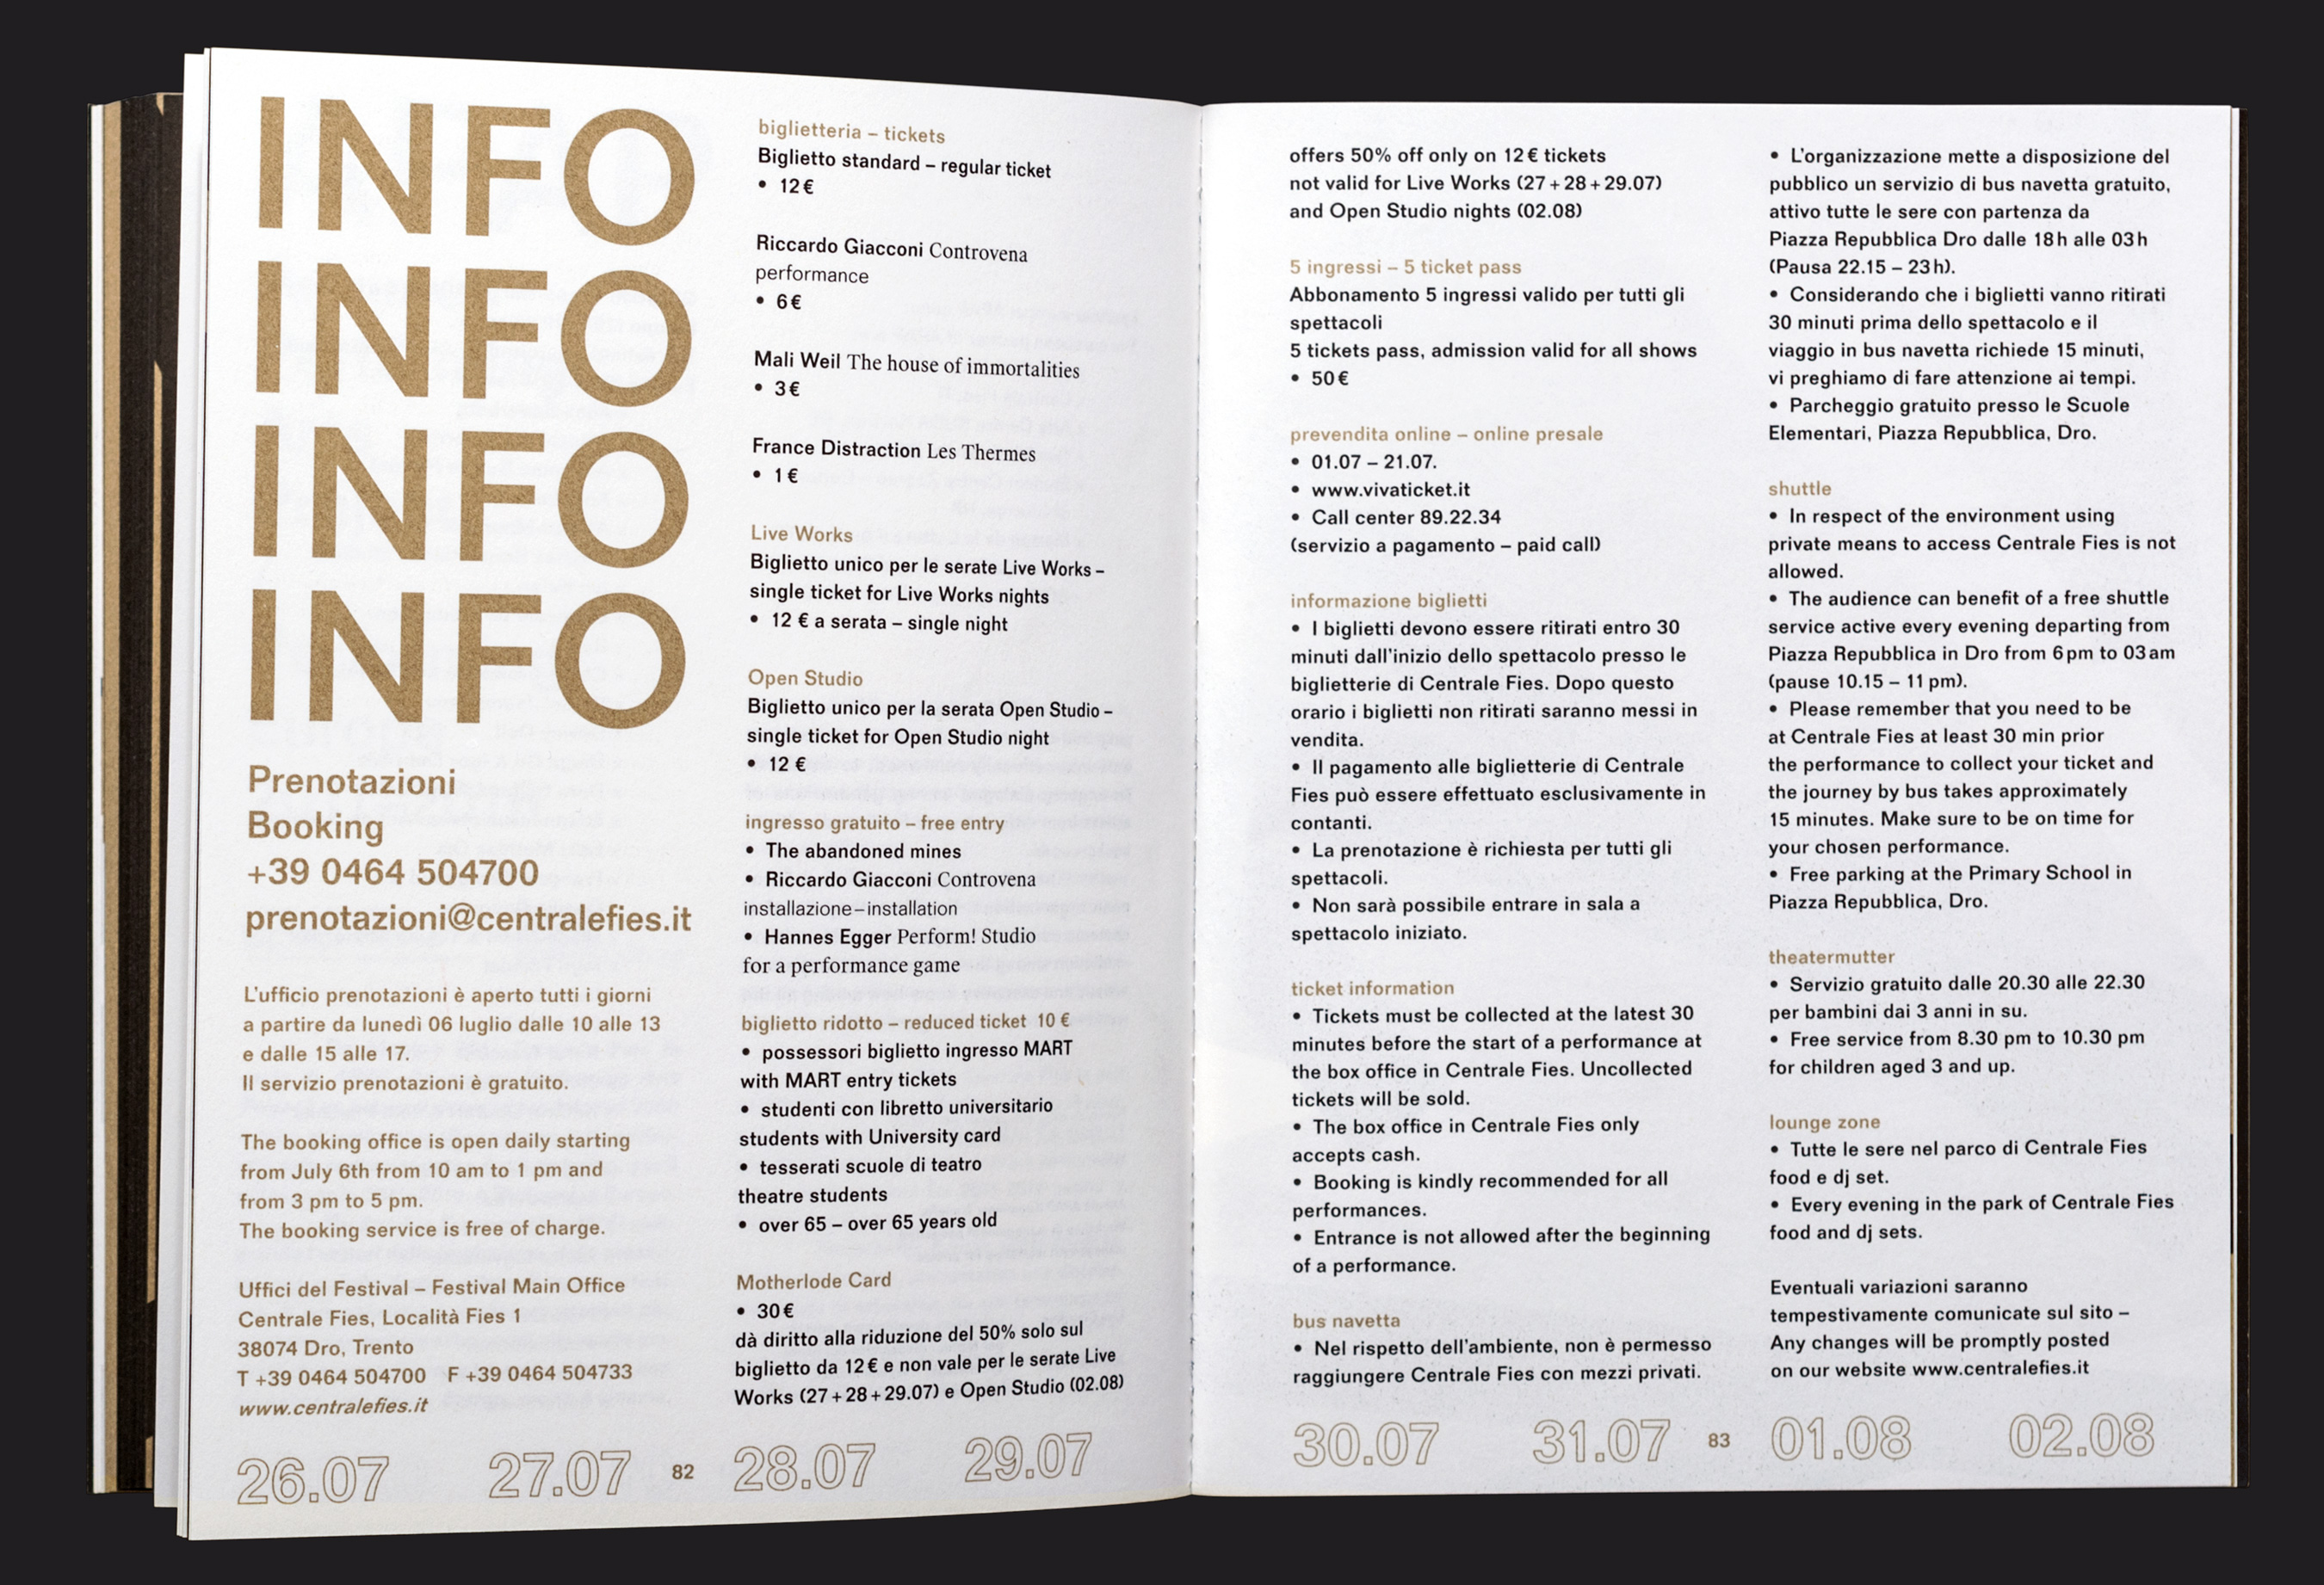 INFO
INFO
INFO
INFO
Prenotazioni
Booking
+39 0464 504700
prenotazioni@centralefies.it
L'ufficio prenotazioni è aperto tutti i giorni
a partire da lunedì 06 luglio dalle 10 alle 13
e dalle 15 alle 17.
Il servizio prenotazioni è gratuito.
The booking office is open daily starting
from July 6th from 10 am to 1 pm and
from 3 pm to 5 pm.
The booking service is free of charge.
Uffici del Festival – Festival Main Office
Centrale Fies, Località Fies 1
38074 Dro, Trento
T +39 0464 504700 F +39 0464 504733
www.centralefies.it
biglietteria – tickets
Biglietto standard – regular ticket
• 12 €
Riccardo Giacconi Controvena
performance
• 6 €
Mali Weil The house of immortalities
• 3 €
France Distraction Les Thermes
• 1 €
Live Works
Biglietto unico per le serate Live Works –
single ticket for Live Works nights
• 12 € a serata – single night
Open Studio
Biglietto unico per la serata Open Studio –
single ticket for Open Studio night
• 12 €
ingresso gratuito – free entry
• The abandoned mines
• Riccardo Giacconi Controvena
installazione – installation
• Hannes Egger Perform! Studio
for a performance game
biglietto ridotto – reduced ticket 10 €
• possessori biglietto ingresso MART
with MART entry tickets
• studenti con libretto universitario
students with University card
• tesserati scuole di teatro
theatre students
• over 65 – over 65 years old
Motherlode Card
• 30 €
dà diritto alla riduzione del 50% solo sul
biglietto da 12 € e non vale per le serate Live
Works (27 + 28 + 29.07) e Open Studio (02.08)
26.07 27.07 82 28.07 29.07
offers 50% off only on 12 € tickets
not valid for Live Works (27 + 28 + 29.07)
and Open Studio nights (02.08)
5 ingressi – 5 ticket pass
Abbonamento 5 ingressi valido per tutti gli
spettacoli
5 tickets pass, admission valid for all shows
• 50 €
prevendita online – online presale
• 01.07 – 21.07.
• www.vivaticket.it
• Call center 89.22.34
(servizio a pagamento – paid call)
informazione biglietti
• I biglietti devono essere ritirati entro 30
minuti dall'inizio dello spettacolo presso le
biglietterie di Centrale Fies. Dopo questo
orario i biglietti non ritirati saranno messi in
vendita.
• Il pagamento alle biglietterie di Centrale
Fies può essere effettuato esclusivamente in
contanti.
• La prenotazione è richiesta per tutti gli
spettacoli.
• Non sarà possibile entrare in sala a
spettacolo iniziato.
ticket information
• Tickets must be collected at the latest 30
minutes before the start of a performance at
the box office in Centrale Fies. Uncollected
tickets will be sold.
• The box office in Centrale Fies only
accepts cash.
• Booking is kindly recommended for all
performances.
• Entrance is not allowed after the beginning
of a performance.
bus navetta
• Nel rispetto dell'ambiente, non è permesso
raggiungere Centrale Fies con mezzi privati.
• L'organizzazione mette a disposizione del
pubblico un servizio di bus navetta gratuito,
attivo tutte le sere con partenza da
Piazza Repubblica Dro dalle 18 h alle 03 h
(Pausa 22.15 – 23 h).
• Considerando che i biglietti vanno ritirati
30 minuti prima dello spettacolo e il
viaggio in bus navetta richiede 15 minuti,
vi preghiamo di fare attenzione ai tempi.
• Parcheggio gratuito presso le Scuole
Elementari, Piazza Repubblica, Dro.
shuttle
• In respect of the environment using
private means to access Centrale Fies is not
allowed.
• The audience can benefit of a free shuttle
service active every evening departing from
Piazza Repubblica in Dro from 6 pm to 03 am
(pause 10.15 – 11 pm).
• Please remember that you need to be
at Centrale Fies at least 30 min prior
the performance to collect your ticket and
the journey by bus takes approximately
15 minutes. Make sure to be on time for
your chosen performance.
• Free parking at the Primary School in
Piazza Repubblica, Dro.
theatermutter
• Servizio gratuito dalle 20.30 alle 22.30
per bambini dai 3 anni in su.
• Free service from 8.30 pm to 10.30 pm
for children aged 3 and up.
lounge zone
• Tutte le sere nel parco di Centrale Fies
food e dj set.
• Every evening in the park of Centrale Fies
food and dj sets.
Eventuali variazioni saranno
tempestivamente comunicate sul sito –
Any changes will be promptly posted
on our website www.centralefies.it
30.07 31.07 83 01.08 02.08